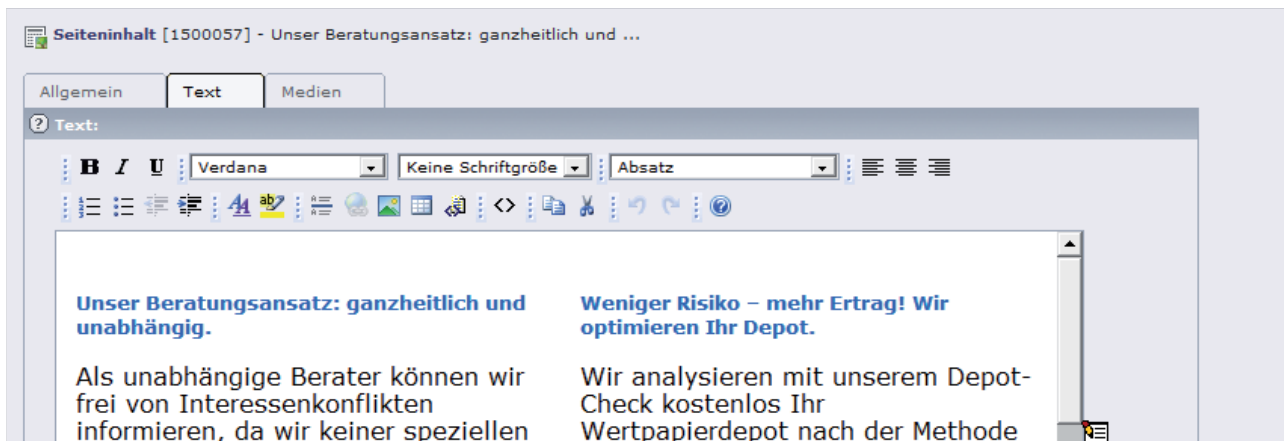 Seiteninhalt [1500057] - Unser Beratungsansatz: ganzheitlich und ...
Allgemein Text Medien
Text:
B I U Verdana Keine Schriftgröße Absatz
Unser Beratungsansatz: ganzheitlich und
unabhängig.
Als unabhängige Berater können wir
frei von Interessenkonflikten
informieren, da wir keiner speziellen
Weniger Risiko – mehr Ertrag! Wir
optimieren Ihr Depot.
Wir analysieren mit unserem Depot-
Check kostenlos Ihr
Wertpapierdepot nach der Methode